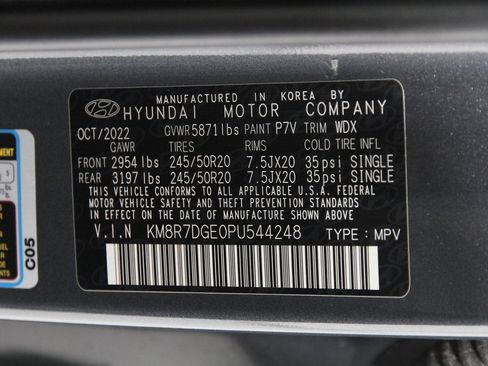 MANUFACTURED IN KOREA BY
HYUNDAI MOTOR COMPANY
OCT/2022 GVWR 5871lbs PAINT P7V TRIM WDX
GAWR TIRES RIMS COLD TIRE INFL
FRONT 2954 lbs 245/50R20 7.5JX20 35psi SINGLE
REAR 3197 lbs 245/50R20 7.5JX20 35psi SINGLE
THIS VEHICLE CONFORMS TO ALL APPLICABLE U.S.A. FEDERAL
MOTOR VEHICLE SAFETY AND THEFT PREVENTION STANDARDS
IN EFFECT ON THE DATE OF MANUFACTURE SHOWN ABOVE.
V.I.N KM8R7DGE0PU544248 TYPE : MPV
C05